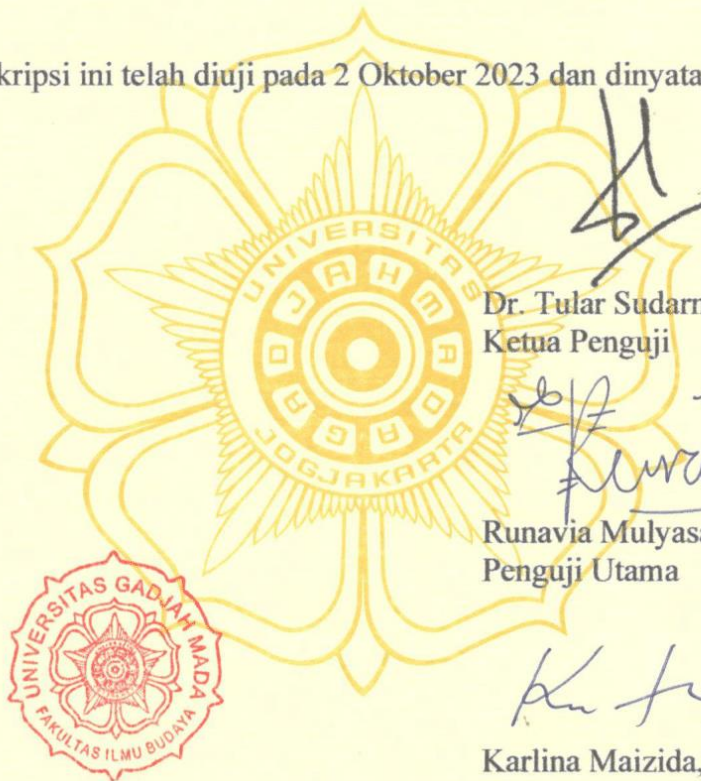 kripsi ini telah diuji pada 2 Oktober 2023 dan dinyata
UNIVERSITAS
GADJAH MADA
JOGJAKARTA
Dr. Tular Sudarn
Ketua Penguji
Runavia Mulyasa
Penguji Utama
UNIVERSITAS GADJAH MADA
FAKULTAS ILMU BUDAYA
Karlina Maizida,